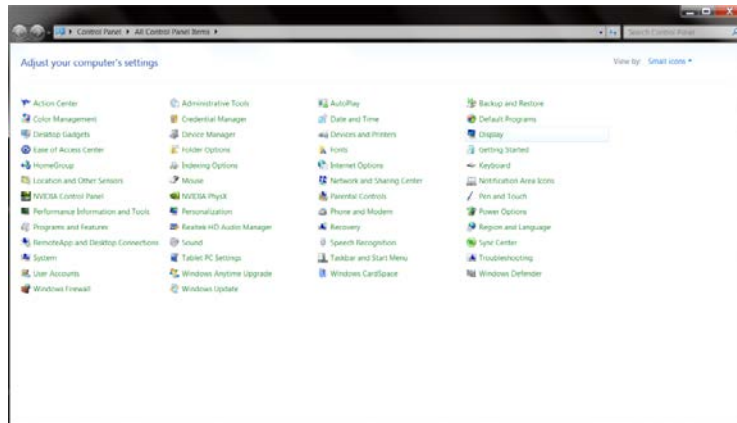 Control Panel All Control Panel Items
Search Control Panel
Adjust your computer's settings
View by: Small icons
Action Center Administrative Tools AutoPlay Backup and Restore
Color Management Credential Manager Date and Time Default Programs
Desktop Gadgets Device Manager Devices and Printers Display
Ease of Access Center Folder Options Fonts Getting Started
HomeGroup Indexing Options Internet Options Keyboard
Location and Other Sensors Mouse Network and Sharing Center Notification Area Icons
NVIDIA Control Panel NVIDIA PhysX Parental Controls Pen and Touch
Performance Information and Tools Personalization Phone and Modem Power Options
Programs and Features Realtek HD Audio Manager Recovery Region and Language
RemoteApp and Desktop Connections Sound Speech Recognition Sync Center
System Tablet PC Settings Taskbar and Start Menu Troubleshooting
User Accounts Windows Anytime Upgrade Windows CardSpace Windows Defender
Windows Firewall Windows Update